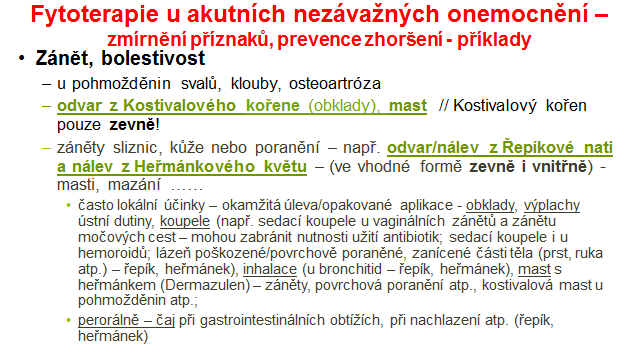 Fytoterapie u akutních nezávažných onemocnění –
zmírnění příznaků, prevence zhoršení - příklady
• Zánět, bolestivost
– u pohmožděnin svalů, klouby, osteoartróza
– odvar z Kostivalového kořene (obklady), mast // Kostivalový kořen
pouze zevně!
– záněty sliznic, kůže nebo poranění – např. odvar/nálev z Řepíkové nati
a nálev z Heřmánkového květu – (ve vhodné formě zevně i vnitřně) -
masti, mazání ......
• často lokální účinky – okamžitá úleva/opakované aplikace - obklady, výplachy
ústní dutiny, koupele (např. sedací koupele u vaginálních zánětů a zánětu
močových cest – mohou zabránit nutnosti užití antibiotik; sedací koupele i u
hemoroidů; lázeň poškozené/povrchově poraněné, zanícené části těla (prst, ruka
atp.) – řepík, heřmánek), inhalace (u bronchitid – řepík, heřmánek), mast s
heřmánkem (Dermazulen) – záněty, povrchová poranění atp., kostivalová mast u
pohmožděnin atp.;
• perorálně – čaj při gastrointestinálních obtížích, při nachlazení atp. (řepík,
heřmánek)